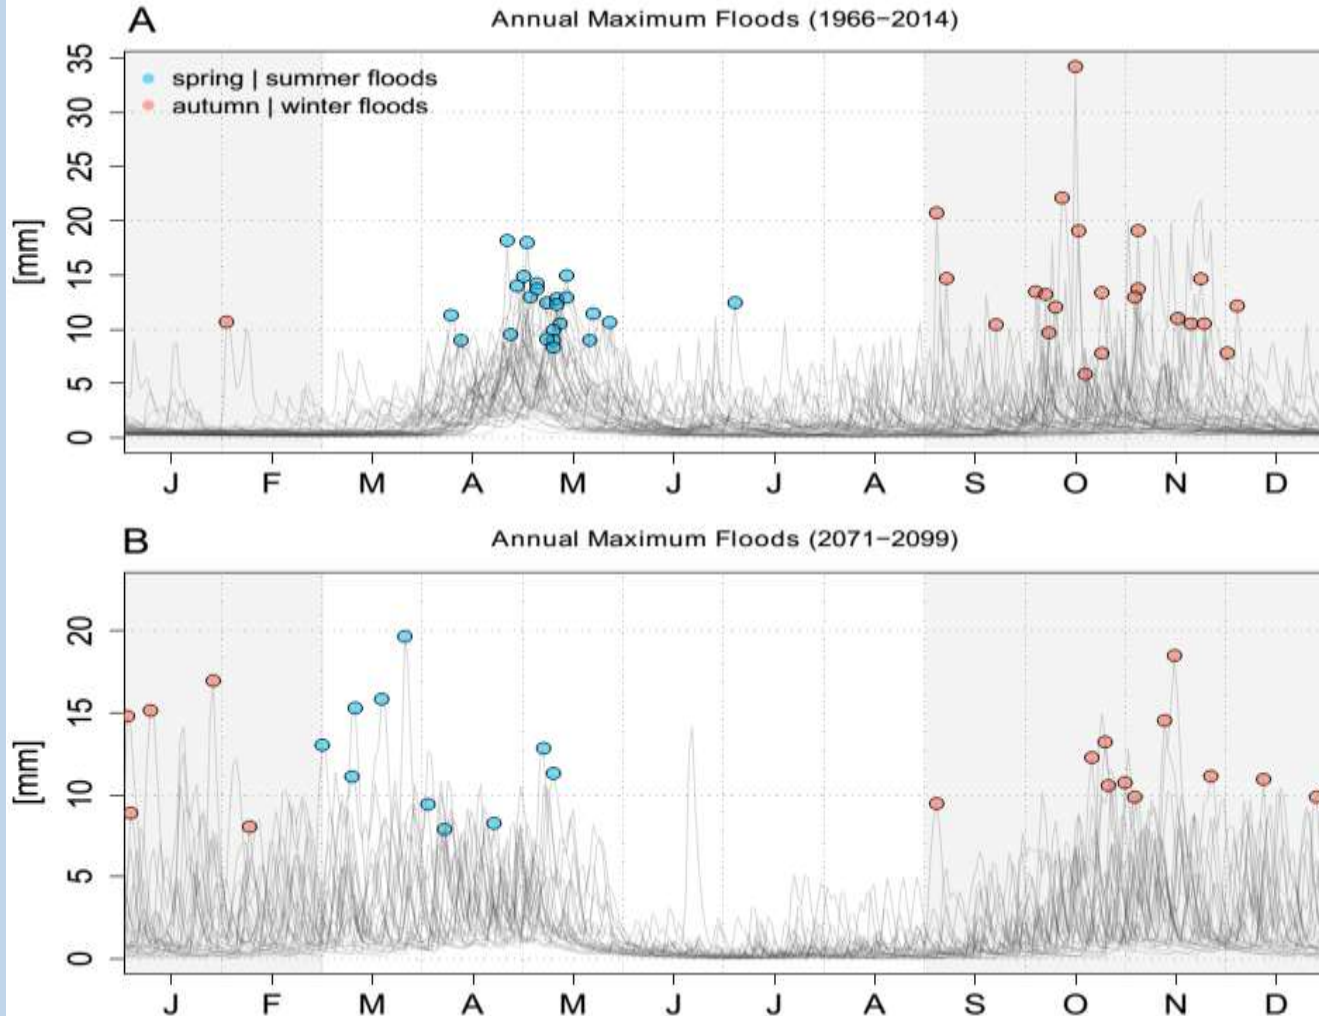 A
Annual Maximum Floods (1966−2014)
spring | summer floods
autumn | winter floods
35
30
25
20
15
10
5
0
[mm]
J F M A M J J A S O N D
B
Annual Maximum Floods (2071−2099)
20
15
10
5
0
[mm]
J F M A M J J A S O N D